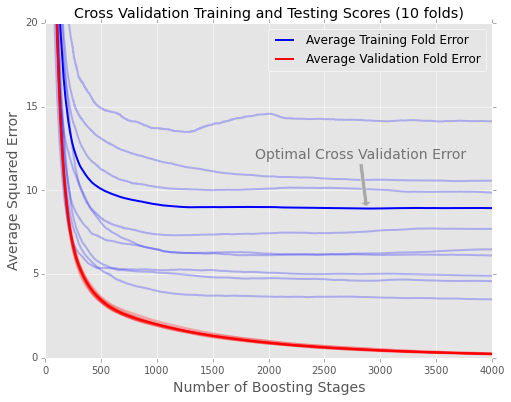 Cross Validation Training and Testing Scores (10 folds)
20
15
10
5
0
Average Squared Error
Average Training Fold Error
Average Validation Fold Error
Optimal Cross Validation Error
0 500 1000 1500 2000 2500 3000 3500 4000
Number of Boosting Stages